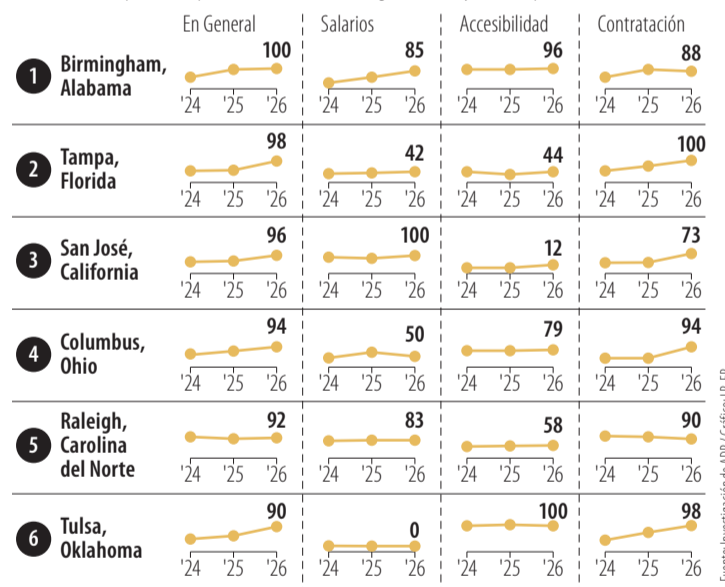 En General Salarios Accesibilidad Contratación
1 Birmingham, Alabama 100 85 96 88
'24 '25 '26 '24 '25 '26 '24 '25 '26 '24 '25 '26
2 Tampa, Florida 98 42 44 100
'24 '25 '26 '24 '25 '26 '24 '25 '26 '24 '25 '26
3 San José, California 96 100 12 73
'24 '25 '26 '24 '25 '26 '24 '25 '26 '24 '25 '26
4 Columbus, Ohio 94 50 79 94
'24 '25 '26 '24 '25 '26 '24 '25 '26 '24 '25 '26
5 Raleigh, Carolina del Norte 92 83 58 90
'24 '25 '26 '24 '25 '26 '24 '25 '26 '24 '25 '26
6 Tulsa, Oklahoma 90 0 100 98
'24 '25 '26 '24 '25 '26 '24 '25 '26 '24 '25 '26